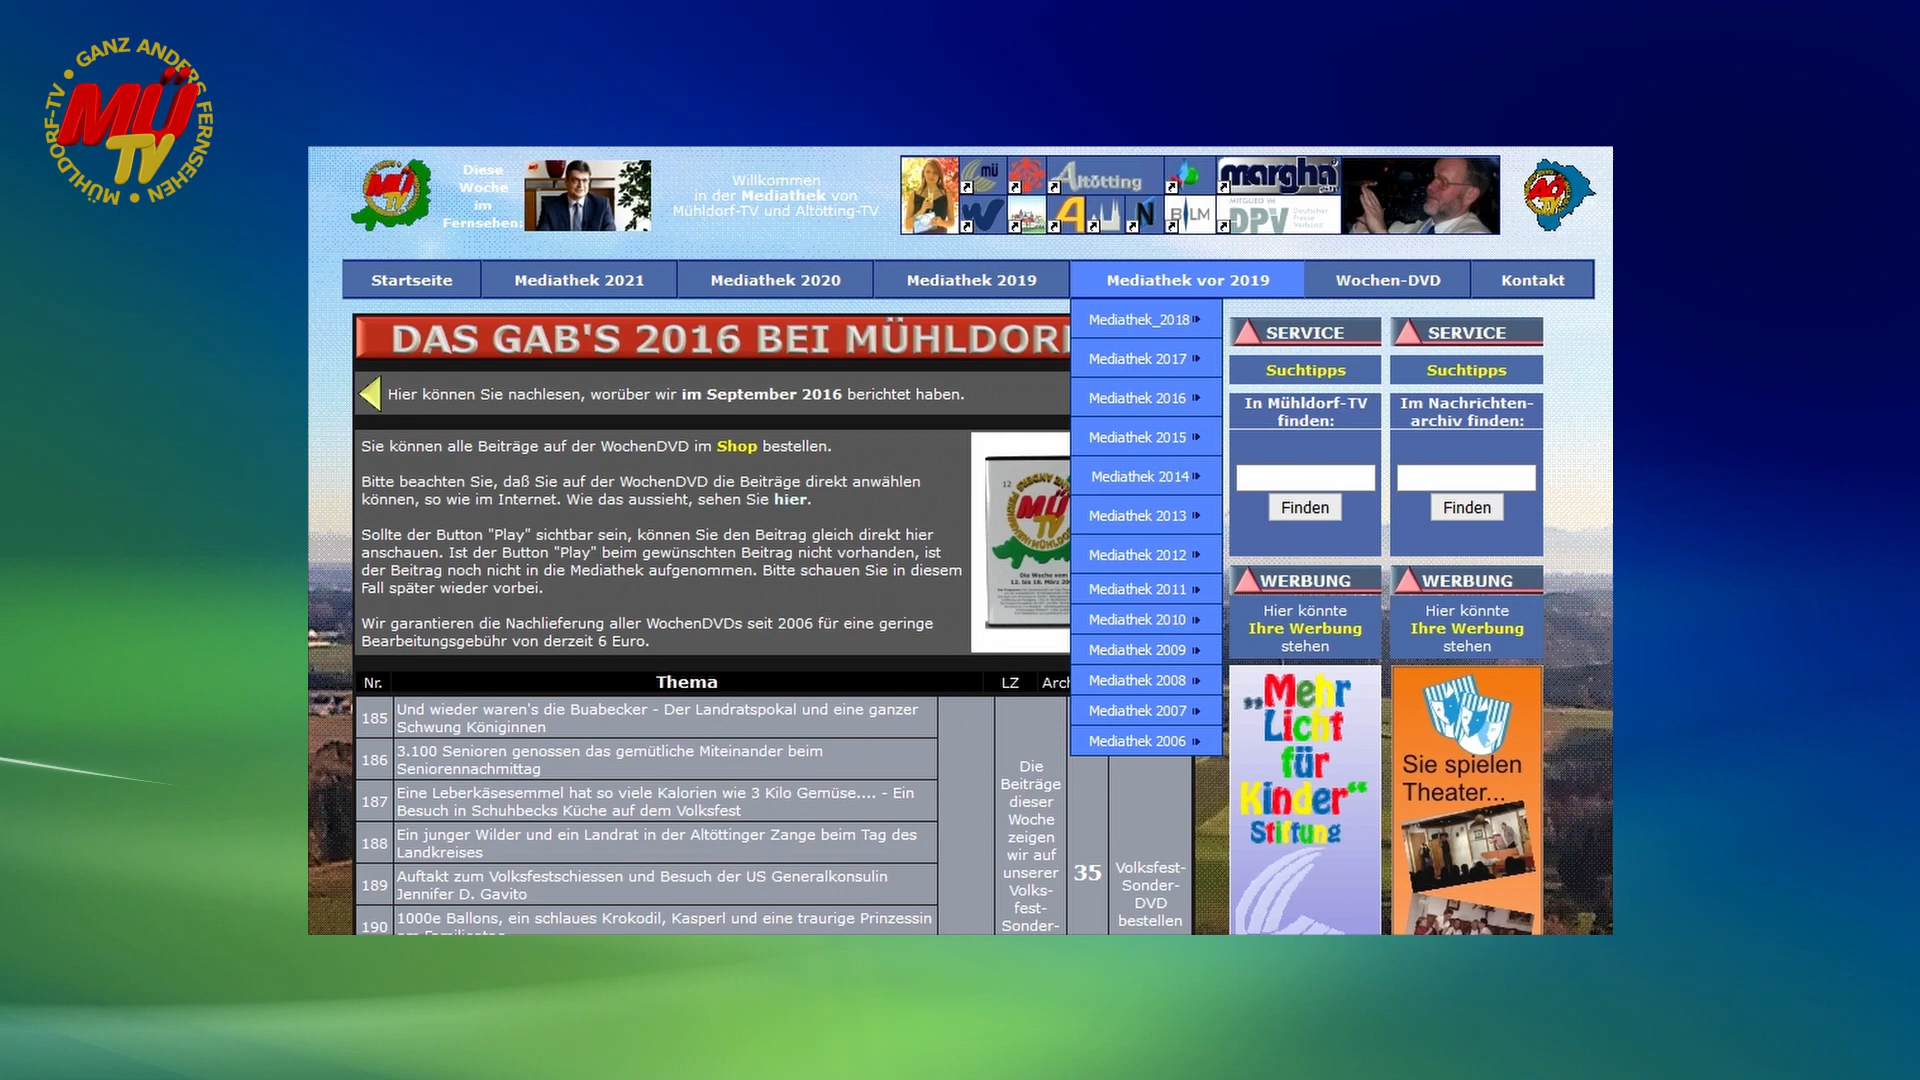 MÜHLDORF-TV • GANZ ANDERS FERNSEHEN •
MÜ
TV
Diese
Woche
im
Fernsehen:
Willkommen
in der Mediathek von
Mühldorf-TV und Altötting-TV
mü
Altötting
margha
MITGLIED IM
DPV
Deutscher
Presse
Verband
BLM
AÖ
Startseite
Mediathek 2021
Mediathek 2020
Mediathek 2019
Mediathek vor 2019
Wochen-DVD
Kontakt
Mediathek_2018
Mediathek 2017
Mediathek 2016
Mediathek 2015
Mediathek 2014
Mediathek 2013
Mediathek 2012
Mediathek 2011
Mediathek 2010
Mediathek 2009
Mediathek 2008
Mediathek 2007
Mediathek 2006
DAS GAB'S 2016 BEI MÜHLDOR
Hier können Sie nachlesen, worüber wir im September 2016 berichtet haben.
Sie können alle Beiträge auf der WochenDVD im Shop bestellen.
Bitte beachten Sie, daß Sie auf der WochenDVD die Beiträge direkt anwählen
können, so wie im Internet. Wie das aussieht, sehen Sie hier.
Sollte der Button "Play" sichtbar sein, können Sie den Beitrag gleich direkt hier
anschauen. Ist der Button "Play" beim gewünschten Beitrag nicht vorhanden, ist
der Beitrag noch nicht in die Mediathek aufgenommen. Bitte schauen Sie in diesem
Fall später wieder vorbei.
Wir garantieren die Nachlieferung aller WochenDVDs seit 2006 für eine geringe
Bearbeitungsgebühr von derzeit 6 Euro.
Nr. Thema LZ Arch
185 Und wieder waren's die Buabecker - Der Landratspokal und eine ganzer
Schwung Königinnen
186 3.100 Senioren genossen das gemütliche Miteinander beim
Seniorennachmittag
187 Eine Leberkäsesemmel hat so viele Kalorien wie 3 Kilo Gemüse.... - Ein
Besuch in Schuhbecks Küche auf dem Volksfest
188 Ein junger Wilder und ein Landrat in der Altöttinger Zange beim Tag des
Landkreises
189 Auftakt zum Volksfestschiessen und Besuch der US Generalkonsulin
Jennifer D. Gavito
190 1000e Ballons, ein schlaues Krokodil, Kasperl und eine traurige Prinzessin
am Familientag
Die
Beiträge
dieser
Woche
zeigen
wir auf
unserer
Volks-
fest-
Sonder-
35
Volksfest-
Sonder-
DVD
bestellen
SERVICE
Suchtipps
In Mühldorf-TV
finden:
Finden
WERBUNG
Hier könnte
Ihre Werbung
stehen
„Mehr
Licht
für
Kinder“
Stiftung
SERVICE
Suchtipps
Im Nachrichten-
archiv finden:
Finden
WERBUNG
Hier könnte
Ihre Werbung
stehen
Sie spielen
Theater...